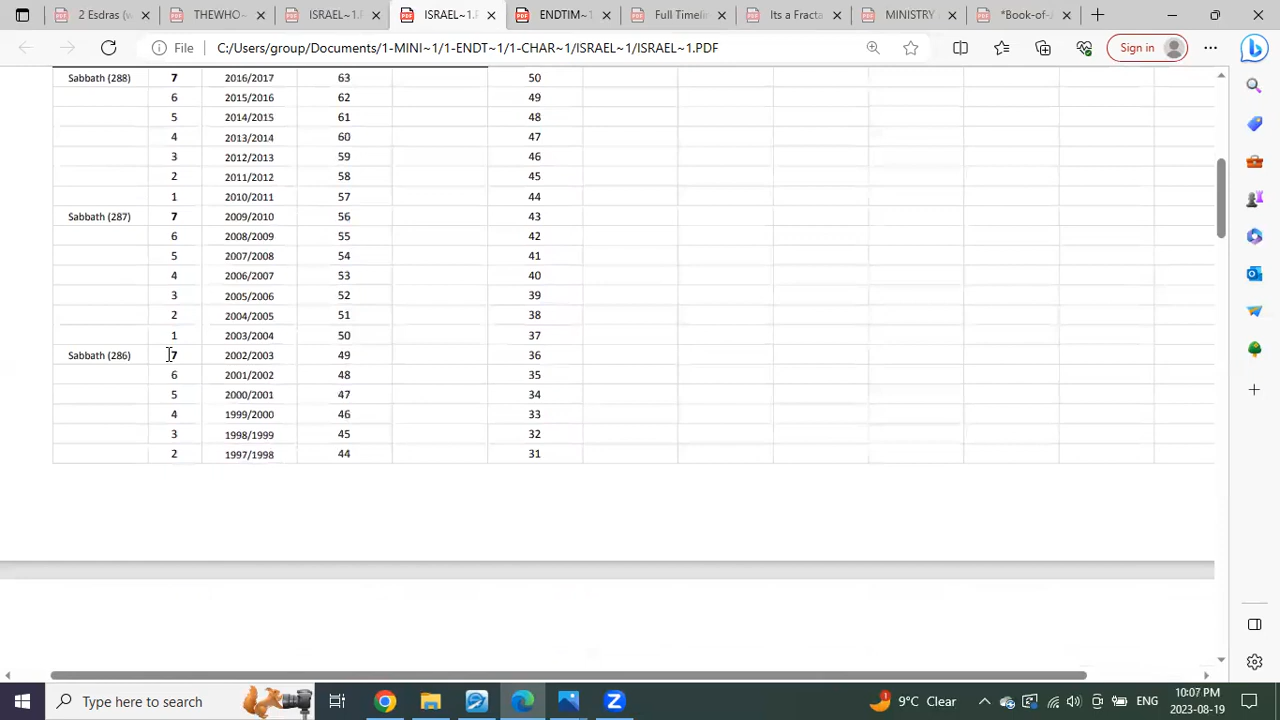 2 Esdras (w
THEWHO~
ISRAEL~1.P
ISRAEL~1.P
ENDTIM~1
Full Timelin
Its a Fracta
MINISTRY
*Book-of-J
File
C:/Users/group/Documents/1-MINI~1/1-ENDT~1/1-CHAR~1/ISRAEL~1/ISRAEL~1.PDF
Sign in
Sabbath (288) 7 2016/2017 63 50
6 2015/2016 62 49
5 2014/2015 61 48
4 2013/2014 60 47
3 2012/2013 59 46
2 2011/2012 58 45
1 2010/2011 57 44
Sabbath (287) 7 2009/2010 56 43
6 2008/2009 55 42
5 2007/2008 54 41
4 2006/2007 53 40
3 2005/2006 52 39
2 2004/2005 51 38
1 2003/2004 50 37
Sabbath (286) 7 2002/2003 49 36
6 2001/2002 48 35
5 2000/2001 47 34
4 1999/2000 46 33
3 1998/1999 45 32
2 1997/1998 44 31
Type here to search
1
9°C Clear
ENG
10:07 PM
2023-08-19